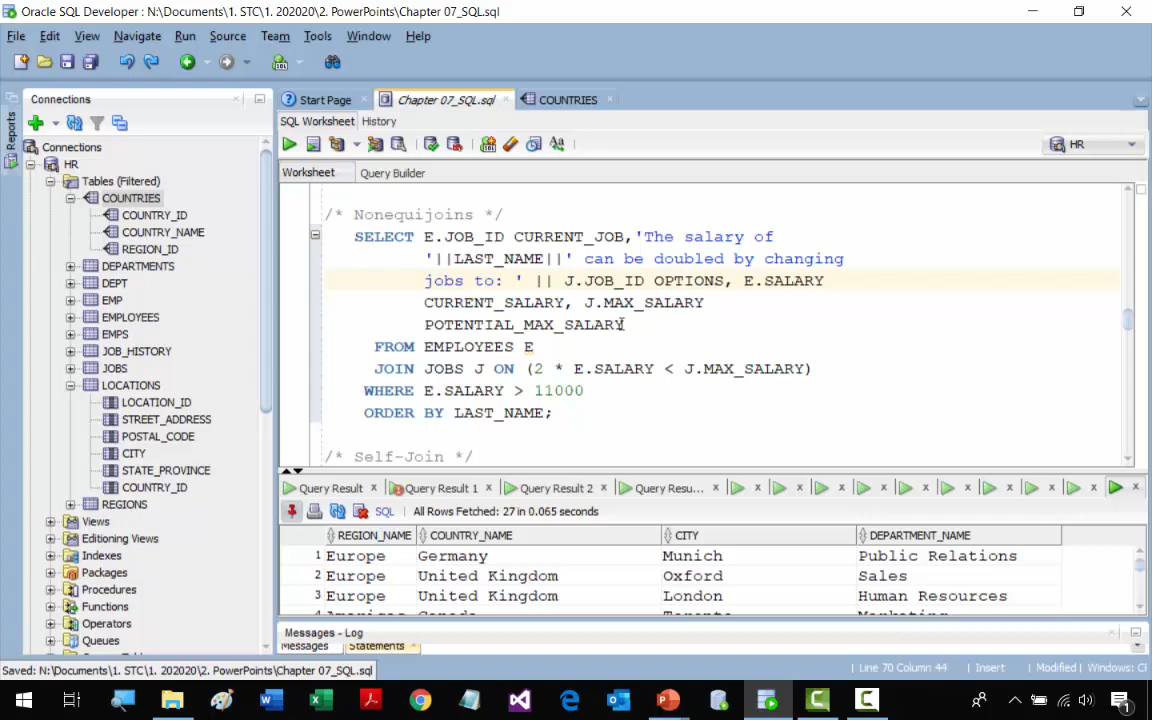 Oracle SQL Developer : N:\Documents\1. STC\1. 202020\2. PowerPoints\Chapter 07_SQL.sql
File Edit View Navigate Run Source Team Tools Window Help
Connections
Start Page
Chapter 07_SQL.sql
COUNTRIES
SQL Worksheet History
HR
Worksheet Query Builder
Reports
Connections
HR
Tables (Filtered)
COUNTRIES
COUNTRY_ID
COUNTRY_NAME
REGION_ID
DEPARTMENTS
DEPT
EMP
EMPLOYEES
EMPS
JOB_HISTORY
JOBS
LOCATIONS
LOCATION_ID
STREET_ADDRESS
POSTAL_CODE
CITY
STATE_PROVINCE
COUNTRY_ID
REGIONS
Views
Editioning Views
Indexes
Packages
Procedures
Functions
Operators
Queues
/* Nonequijoins */
SELECT E.JOB_ID CURRENT_JOB,'The salary of
'||LAST_NAME||' can be doubled by changing
jobs to: ' || J.JOB_ID OPTIONS, E.SALARY
CURRENT_SALARY, J.MAX_SALARY
POTENTIAL_MAX_SALARY
FROM EMPLOYEES E
JOIN JOBS J ON (2 * E.SALARY < J.MAX_SALARY)
WHERE E.SALARY > 11000
ORDER BY LAST_NAME;
/* Self-Join */
Query Result Query Result 1 Query Result 2 Query Resu...
SQL All Rows Fetched: 27 in 0.065 seconds
REGION_NAME COUNTRY_NAME CITY DEPARTMENT_NAME
1 Europe Germany Munich Public Relations
2 Europe United Kingdom Oxford Sales
3 Europe United Kingdom London Human Resources
Messages - Log
Messages Statements
Saved: N:\Documents\1. STC\1. 202020\2. PowerPoints\Chapter 07_SQL.sql
Line 70 Column 44 Insert Modified Windows: C
1